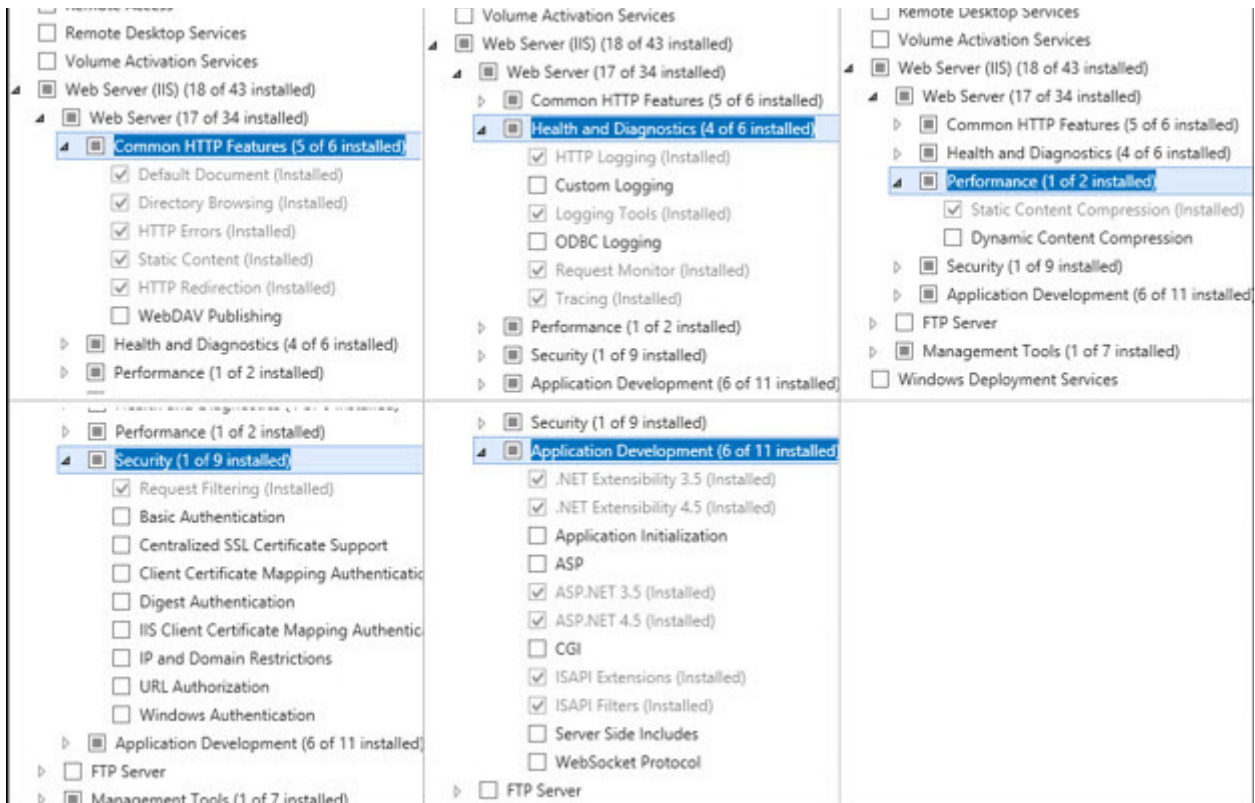 Remote Access
Remote Desktop Services
Volume Activation Services
Web Server (IIS) (18 of 43 installed)
Web Server (17 of 34 installed)
Common HTTP Features (5 of 6 installed)
Default Document (Installed)
Directory Browsing (Installed)
HTTP Errors (Installed)
Static Content (Installed)
HTTP Redirection (Installed)
WebDAV Publishing
Health and Diagnostics (4 of 6 installed)
Performance (1 of 2 installed)
Volume Activation Services
Web Server (IIS) (18 of 43 installed)
Web Server (17 of 34 installed)
Common HTTP Features (5 of 6 installed)
Health and Diagnostics (4 of 6 installed)
HTTP Logging (Installed)
Custom Logging
Logging Tools (Installed)
ODBC Logging
Request Monitor (Installed)
Tracing (Installed)
Performance (1 of 2 installed)
Security (1 of 9 installed)
Application Development (6 of 11 installed)
Remote Desktop Services
Volume Activation Services
Web Server (IIS) (18 of 43 installed)
Web Server (17 of 34 installed)
Common HTTP Features (5 of 6 installed)
Health and Diagnostics (4 of 6 installed)
Performance (1 of 2 installed)
Static Content Compression (Installed)
Dynamic Content Compression
Security (1 of 9 installed)
Application Development (6 of 11 installed
FTP Server
Management Tools (1 of 7 installed)
Windows Deployment Services
Performance (1 of 2 installed)
Security (1 of 9 installed)
Request Filtering (Installed)
Basic Authentication
Centralized SSL Certificate Support
Client Certificate Mapping Authenticatic
Digest Authentication
IIS Client Certificate Mapping Authentic
IP and Domain Restrictions
URL Authorization
Windows Authentication
Application Development (6 of 11 installed)
FTP Server
Management Tools (1 of 7 installed)
Security (1 of 9 installed)
Application Development (6 of 11 installed)
.NET Extensibility 3.5 (Installed)
.NET Extensibility 4.5 (Installed)
Application Initialization
ASP
ASP.NET 3.5 (Installed)
ASP.NET 4.5 (Installed)
CGI
ISAPI Extensions (Installed)
ISAPI Filters (Installed)
Server Side Includes
WebSocket Protocol
FTP Server